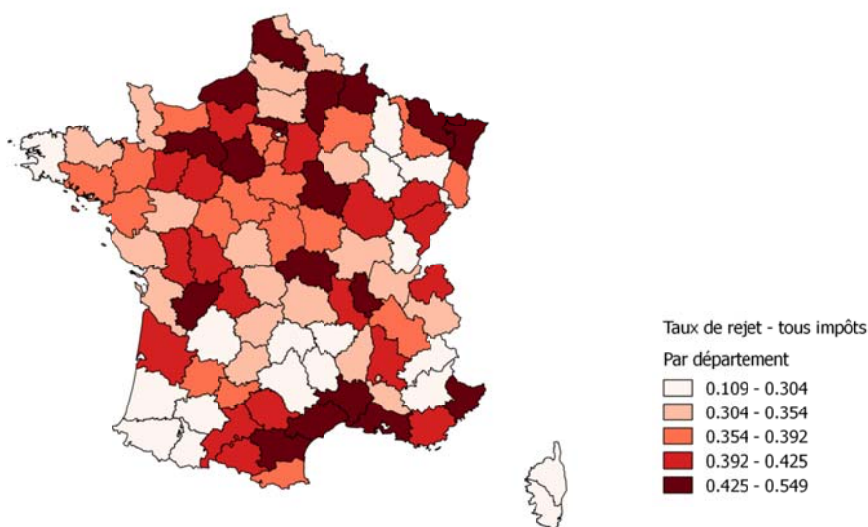 Taux de rejet - tous impôts
Par département
0.109 - 0.304
0.304 - 0.354
0.354 - 0.392
0.392 - 0.425
0.425 - 0.549